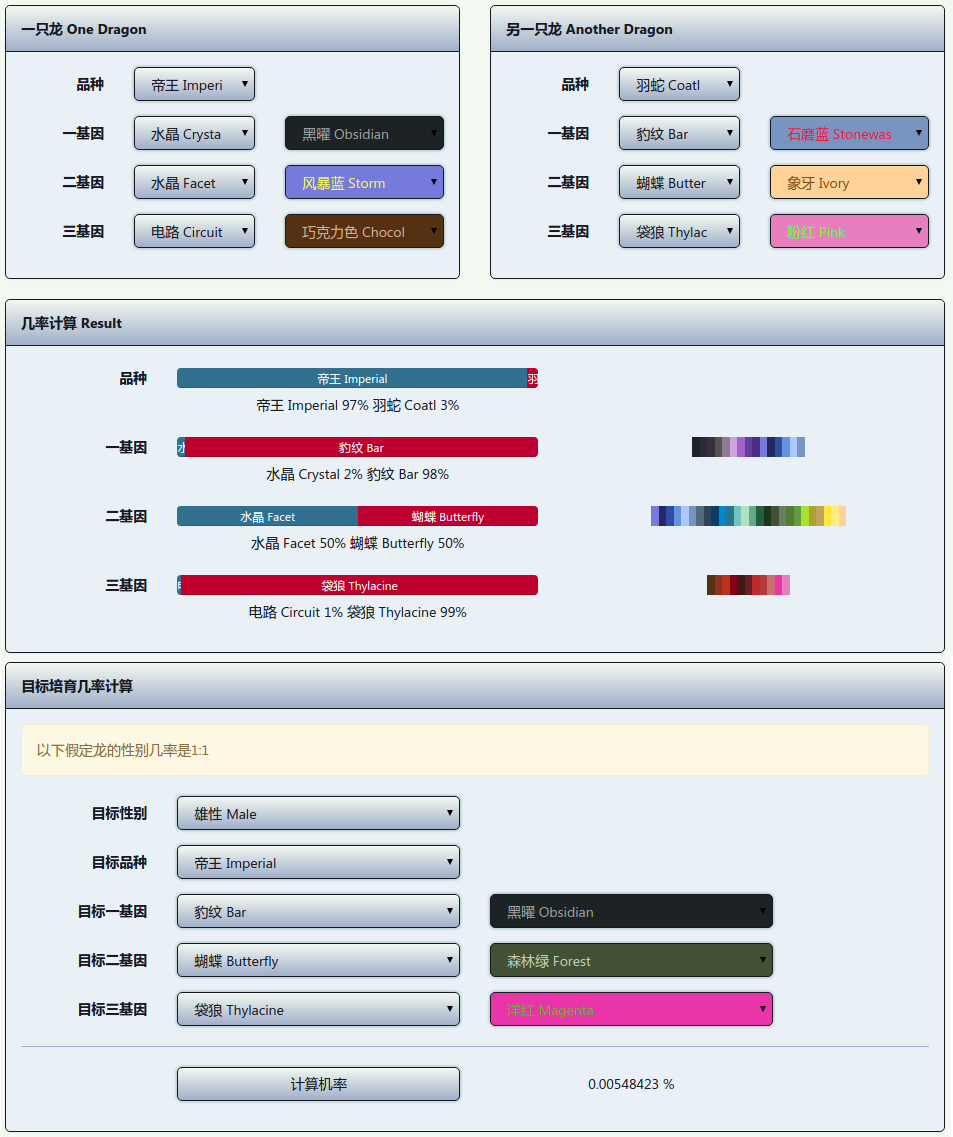 一只龙 One Dragon
另一只龙 Another Dragon
品种 帝王 Imperi
品种 羽蛇 Coatl
一基因 水晶 Crysta 黑曜 Obsidian
一基因 豹纹 Bar 石磨蓝 Stonewas
二基因 水晶 Facet 风暴蓝 Storm
二基因 蝴蝶 Butter 象牙 Ivory
三基因 电路 Circuit 巧克力色 Chocol
三基因 袋狼 Thylac 粉红 Pink
几率计算 Result
品种 帝王 Imperial 羽
帝王 Imperial 97% 羽蛇 Coatl 3%
一基因 水 豹纹 Bar
水晶 Crystal 2% 豹纹 Bar 98%
二基因 水晶 Facet 蝴蝶 Butterfly
水晶 Facet 50% 蝴蝶 Butterfly 50%
三基因 袋狼 Thylacine
电路 Circuit 1% 袋狼 Thylacine 99%
目标培育几率计算
以下假定龙的性别几率是1:1
目标性别 雄性 Male
目标品种 帝王 Imperial
目标一基因 豹纹 Bar 黑曜 Obsidian
目标二基因 蝴蝶 Butterfly 森林绿 Forest
目标三基因 袋狼 Thylacine 洋红 Magenta
计算机率 0.00548423 %